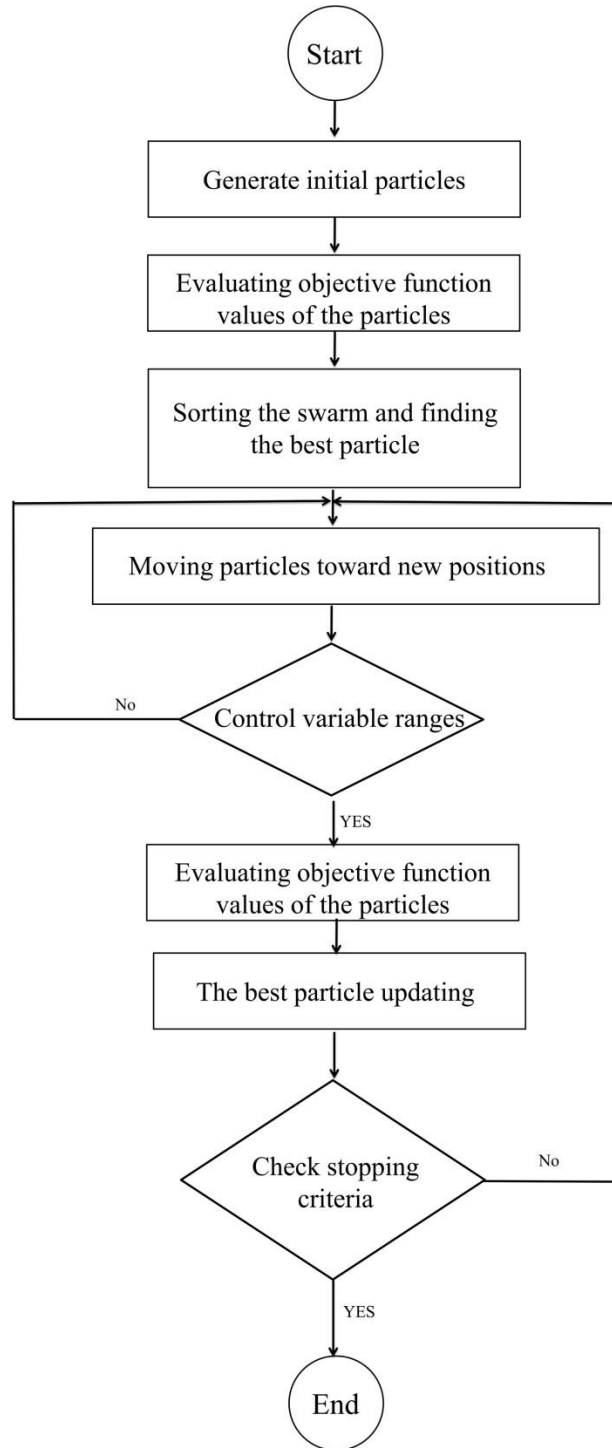 Start
Generate initial particles
Evaluating objective function
values of the particles
Sorting the swarm and finding
the best particle
Moving particles toward new positions
No
Control variable ranges
YES
Evaluating objective function
values of the particles
The best particle updating
Check stopping
criteria
No
YES
End